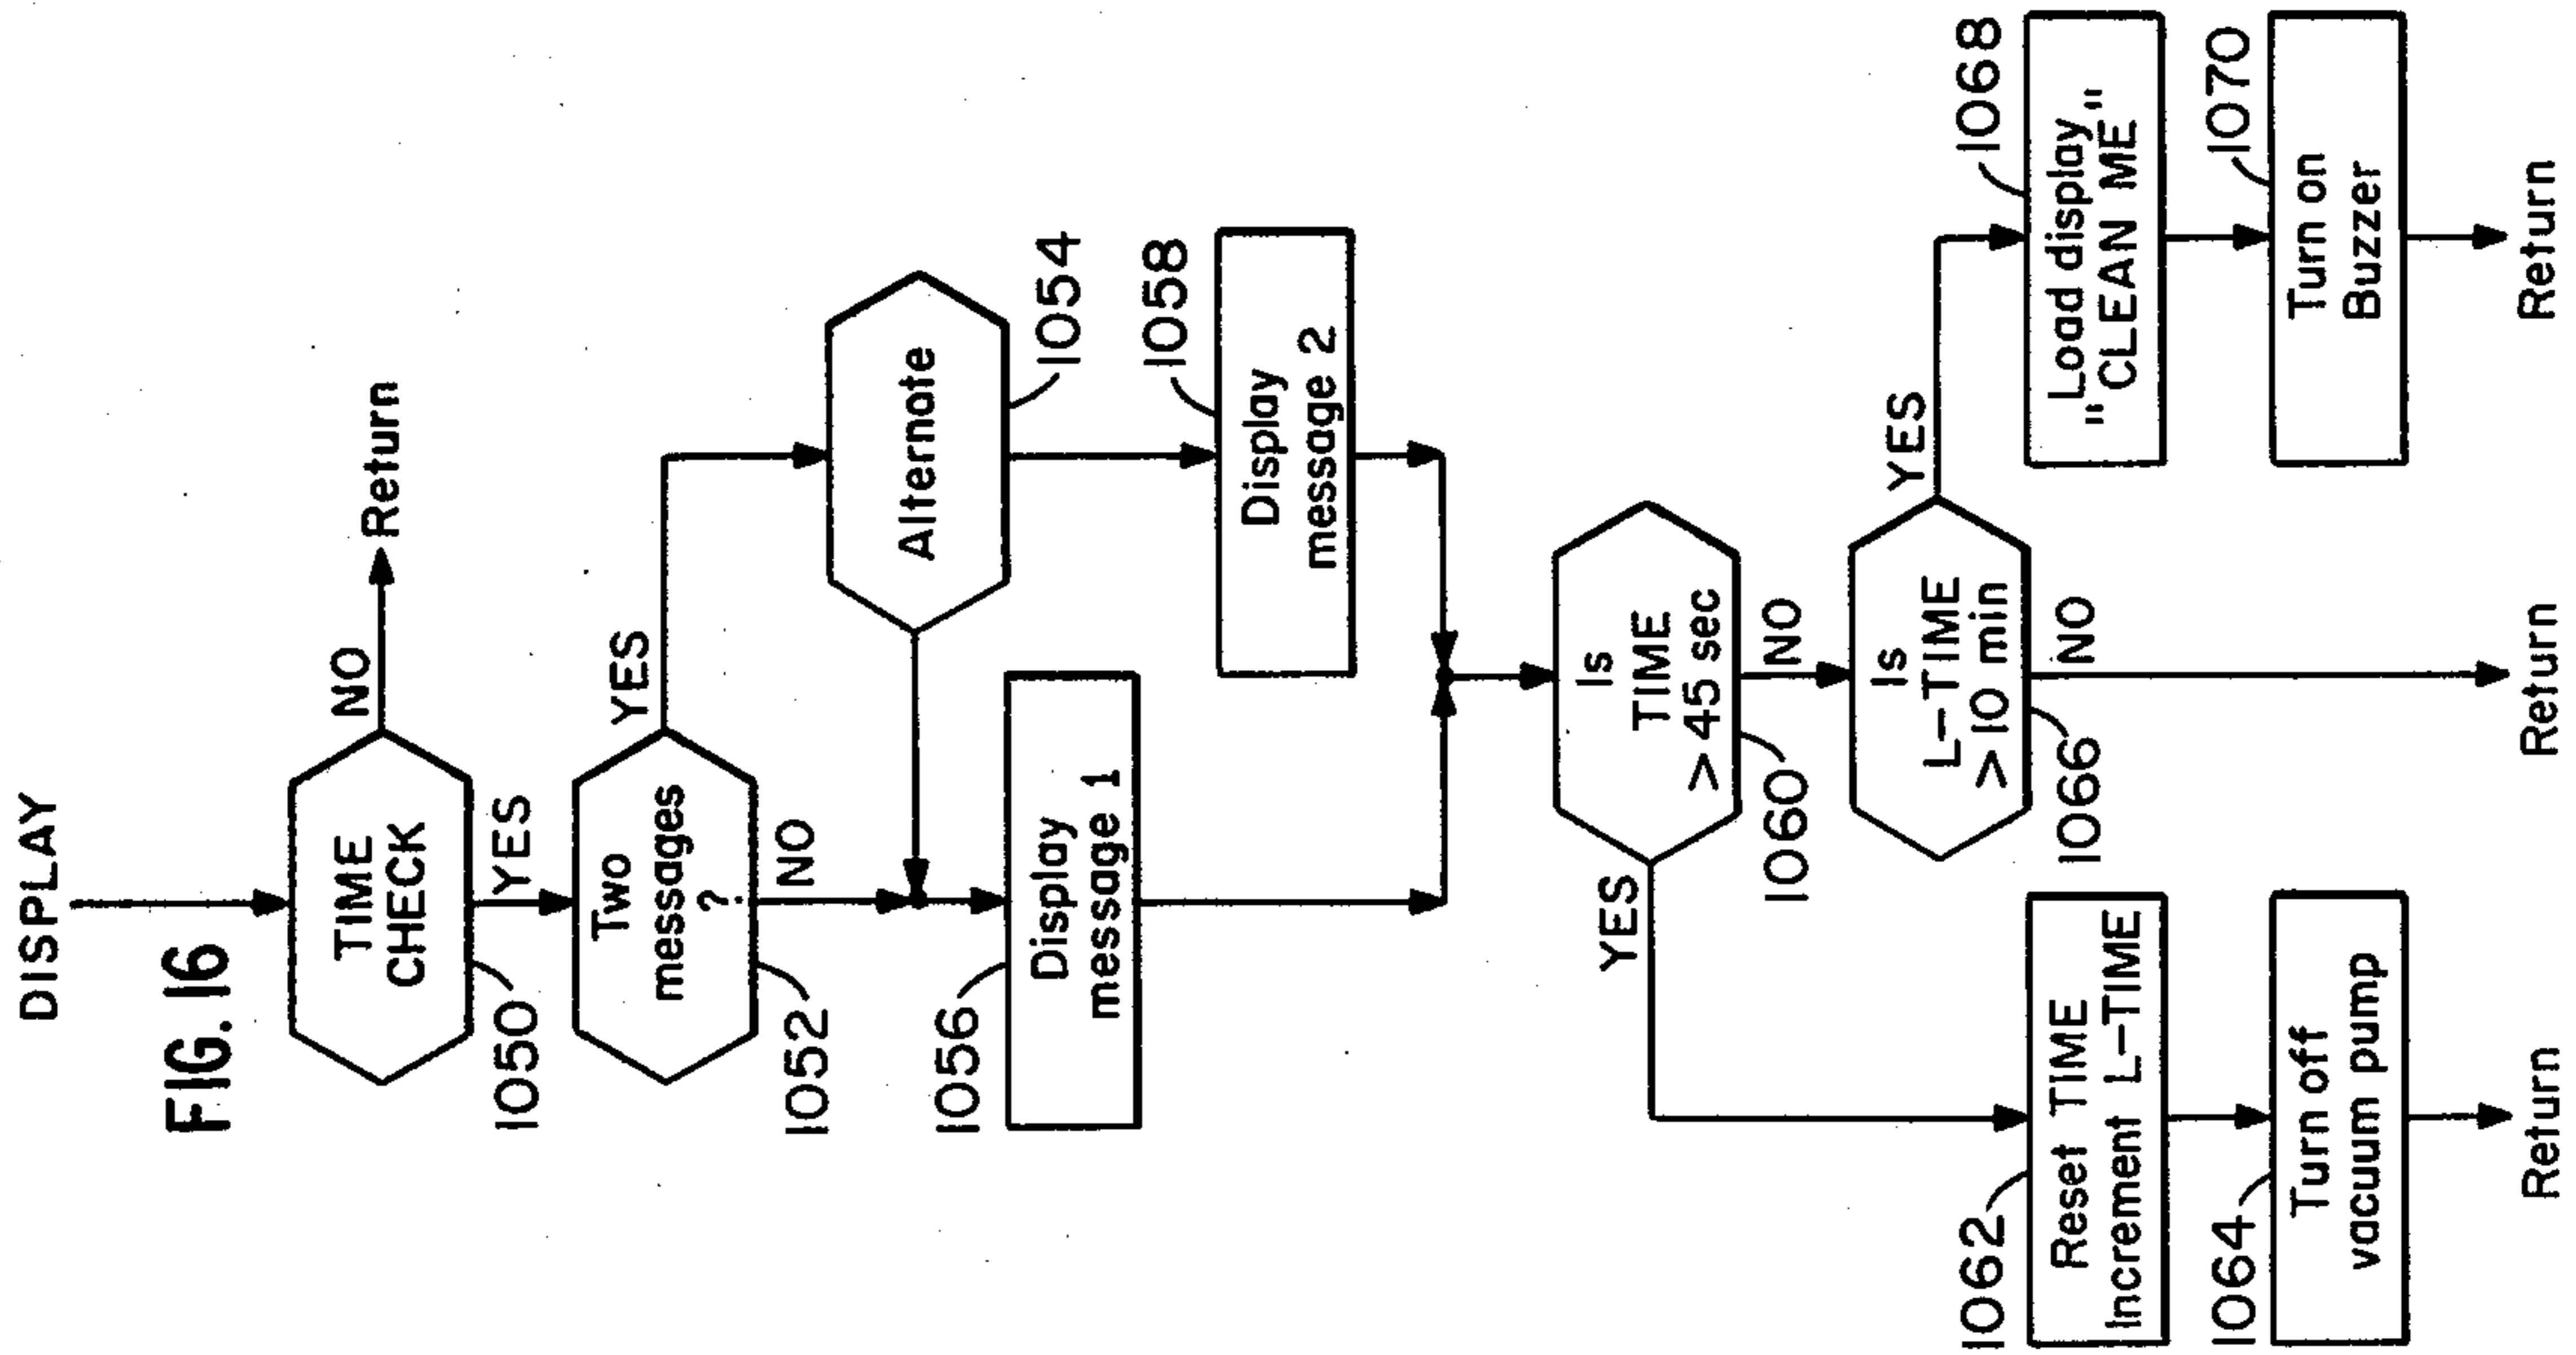 DISPLAY
FIG. 16
TIME
CHECK
NO
Return
1050
YES
Two
messages
?
YES
1052
NO
Alternate
1054
1056
Display
message 1
1058
Display
message 2
Is
TIME
>45 sec
YES
1060
NO
Is
L-TIME
>10 min
YES
1066
NO
1062
Reset TIME
Increment L-TIME
1064
Turn off
vacuum pump
Return
Return
1068
Load display
"CLEAN ME"
1070
Turn on
Buzzer
Return